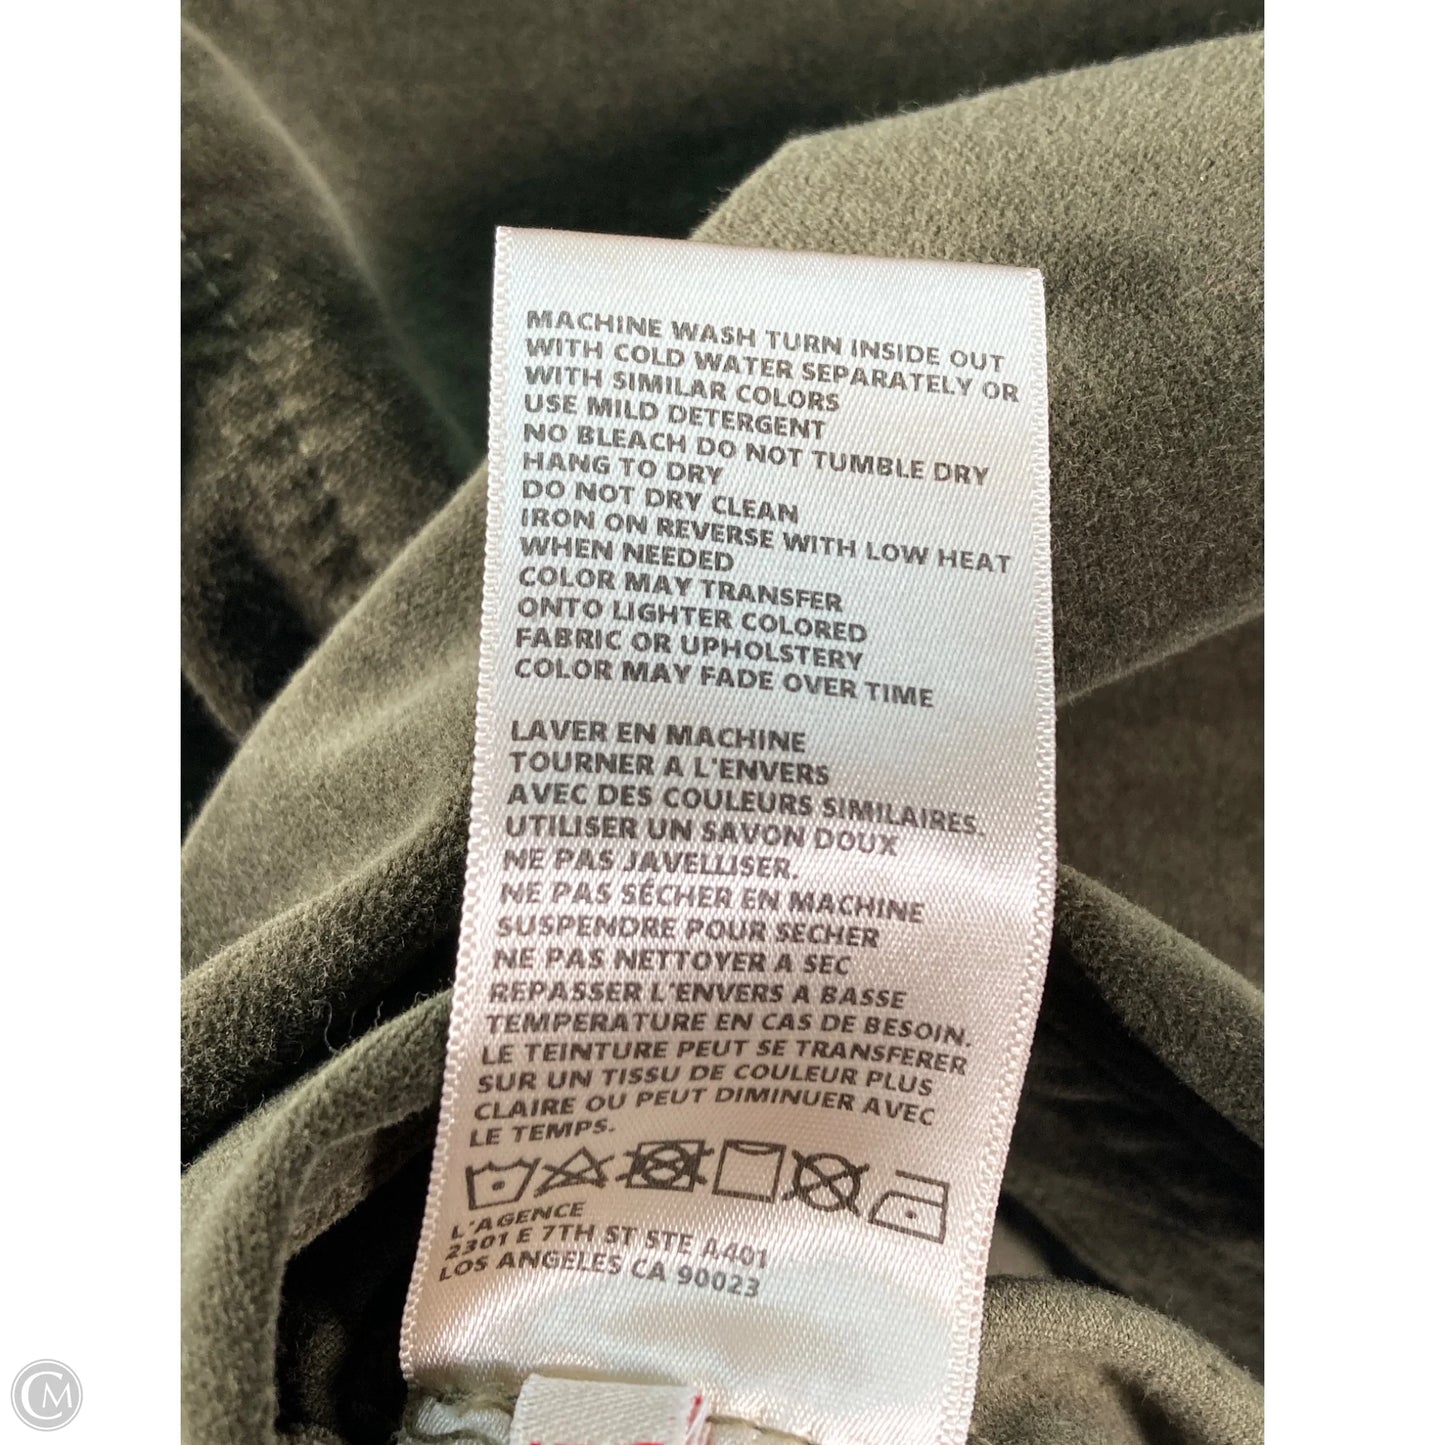 MACHINE WASH TURN INSIDE OUT
WITH COLD WATER SEPARATELY OR
WITH SIMILAR COLORS
USE MILD DETERGENT
NO BLEACH DO NOT TUMBLE DRY
HANG TO DRY
DO NOT DRY CLEAN
IRON ON REVERSE WITH LOW HEAT
WHEN NEEDED
COLOR MAY TRANSFER
ONTO LIGHTER COLORED
FABRIC OR UPHOLSTERY
COLOR MAY FADE OVER TIME
LAVER EN MACHINE
TOURNER A L'ENVERS
AVEC DES COULEURS SIMILAIRES.
UTILISER UN SAVON DOUX
NE PAS JAVELLISER.
NE PAS SÉCHER EN MACHINE
SUSPENDRE POUR SECHER
NE PAS NETTOYER A SEC
REPASSER L'ENVERS A BASSE
TEMPERATURE EN CAS DE BESOIN.
LE TEINTURE PEUT SE TRANSFERER
SUR UN TISSU DE COULEUR PLUS
CLAIRE OU PEUT DIMINUER AVEC
LE TEMPS.
L'AGENCE
2301 E 7TH ST STE A401
LOS ANGELES CA 90023
CM